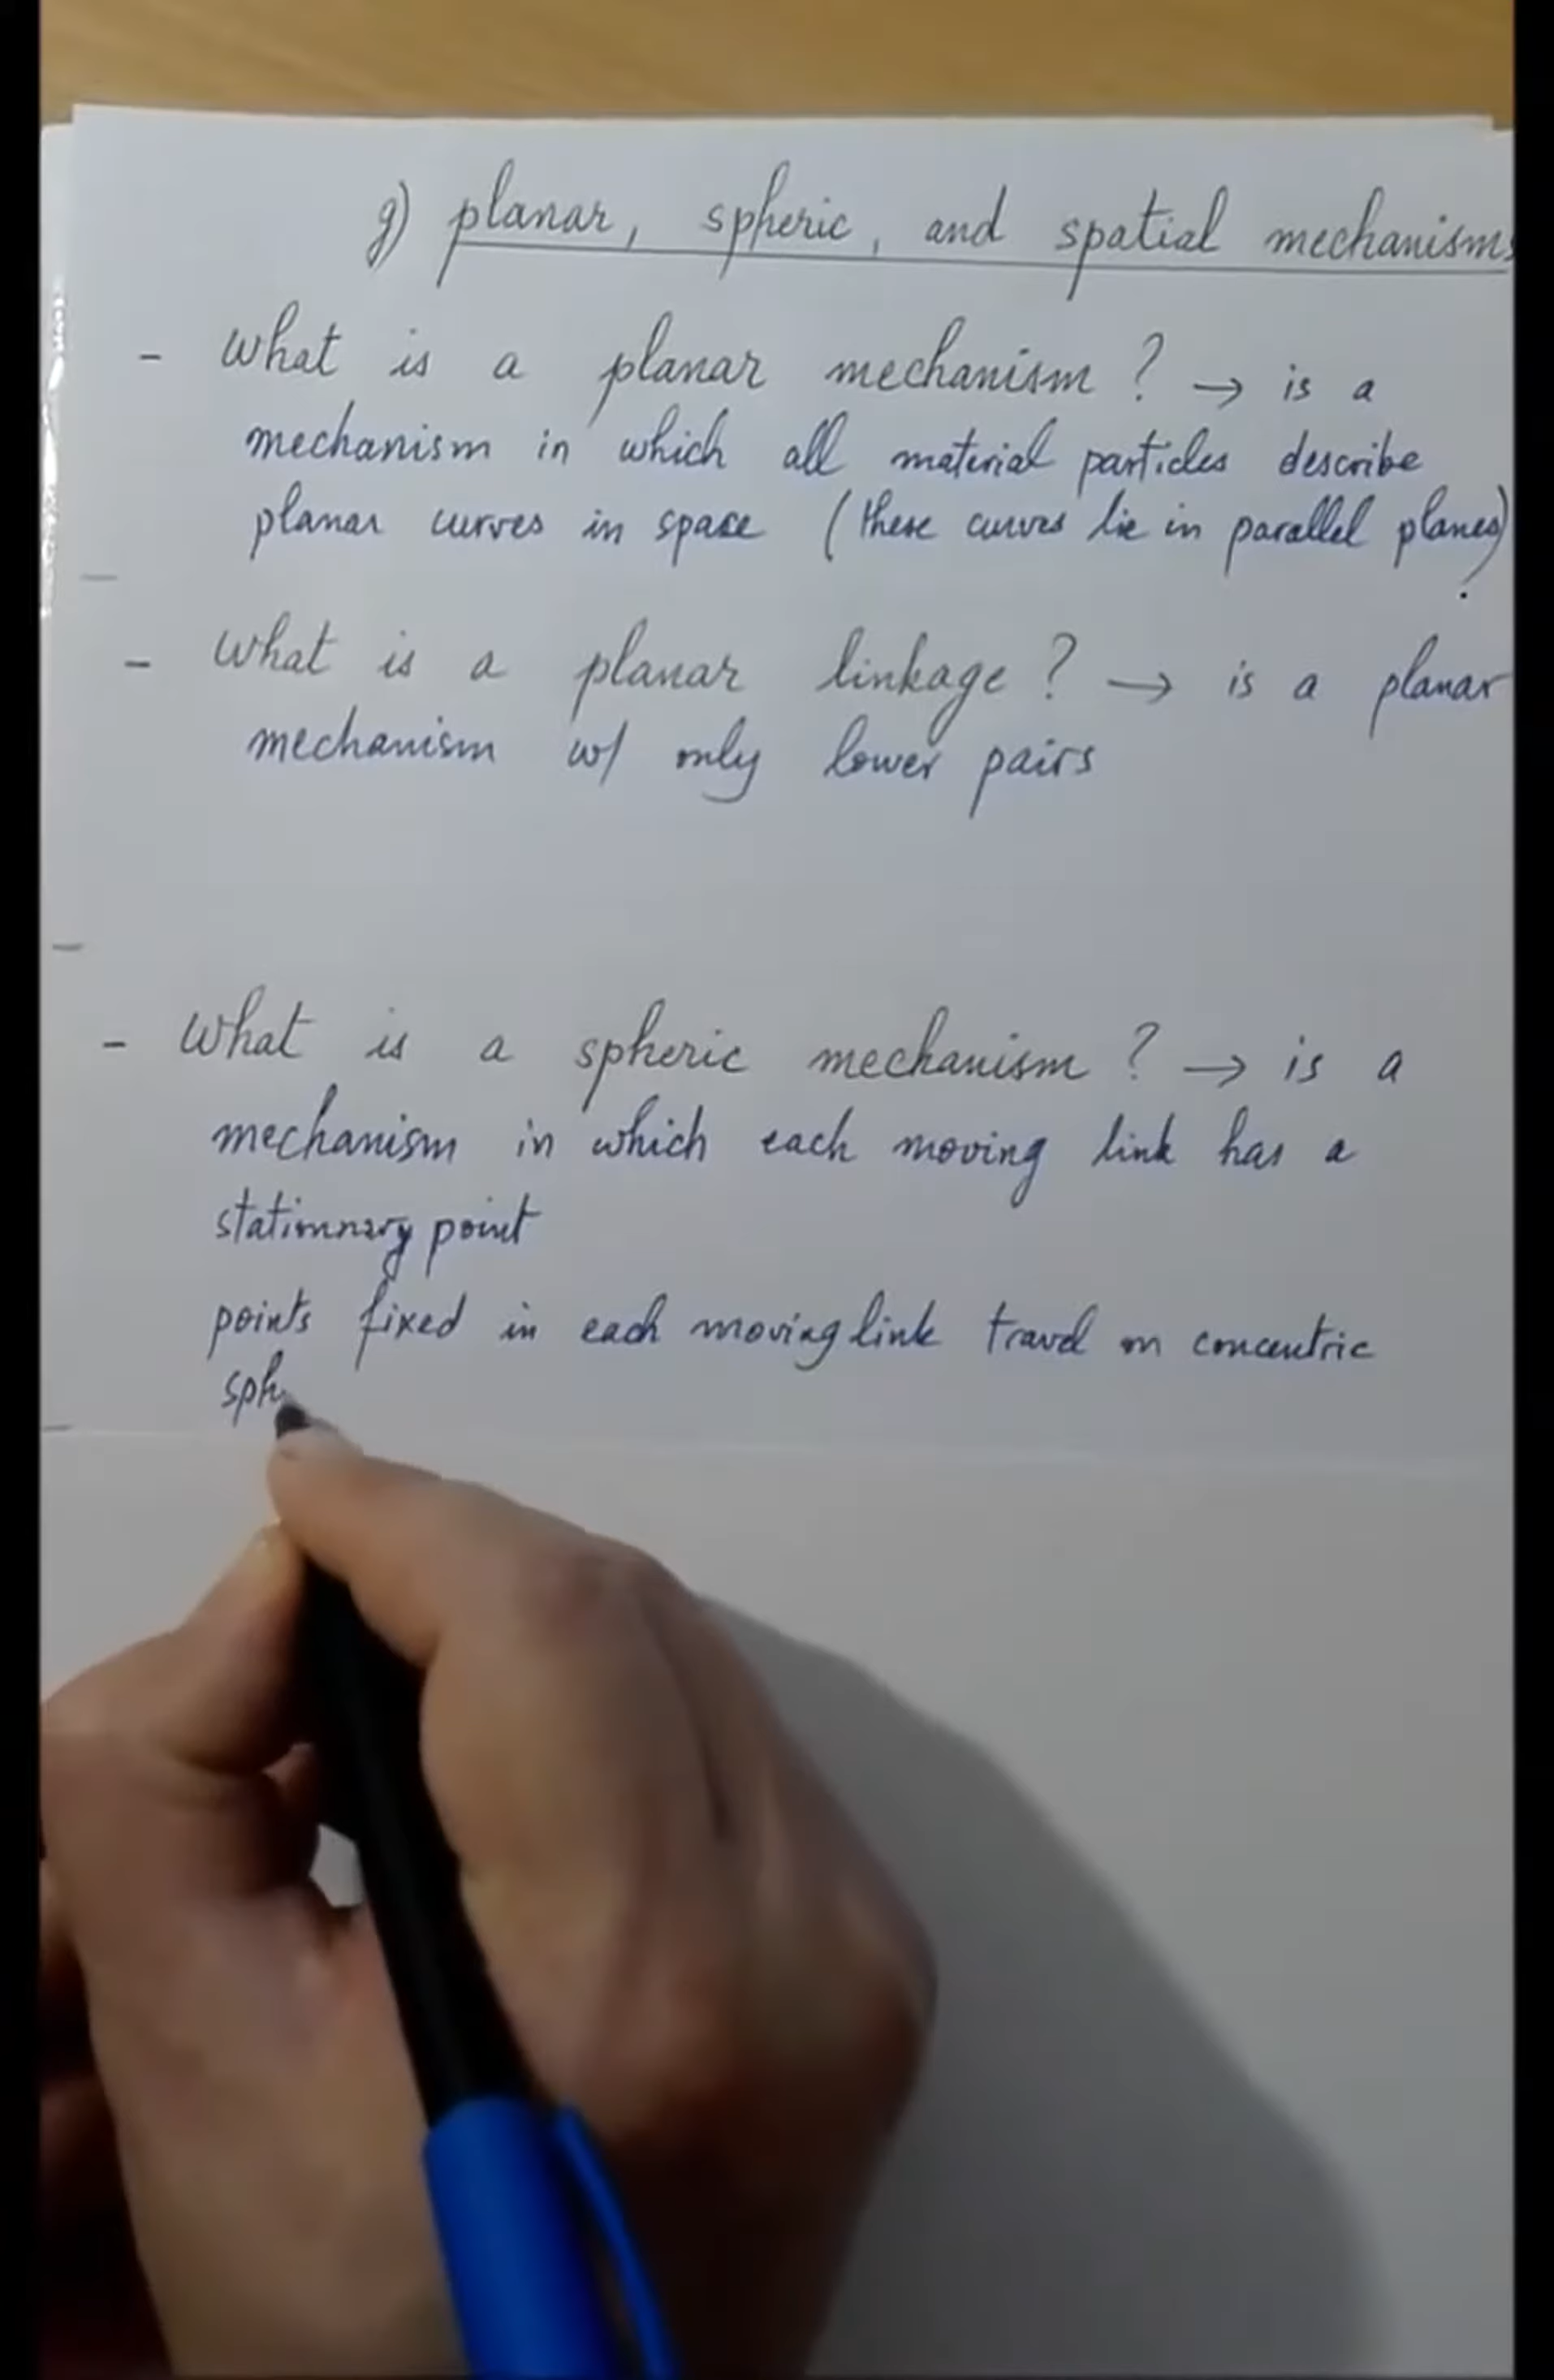 g) planar, spheric, and spatial mechanisms
- What is a planar mechanism? → is a
mechanism in which all material particles describe
planar curves in space (these curves lie in parallel planes).
- What is a planar linkage? → is a planar
mechanism w/ only lower pairs
- What is a spheric mechanism? → is a
mechanism in which each moving link has a
stationnary point
points fixed in each moving link travel on concentric
sph